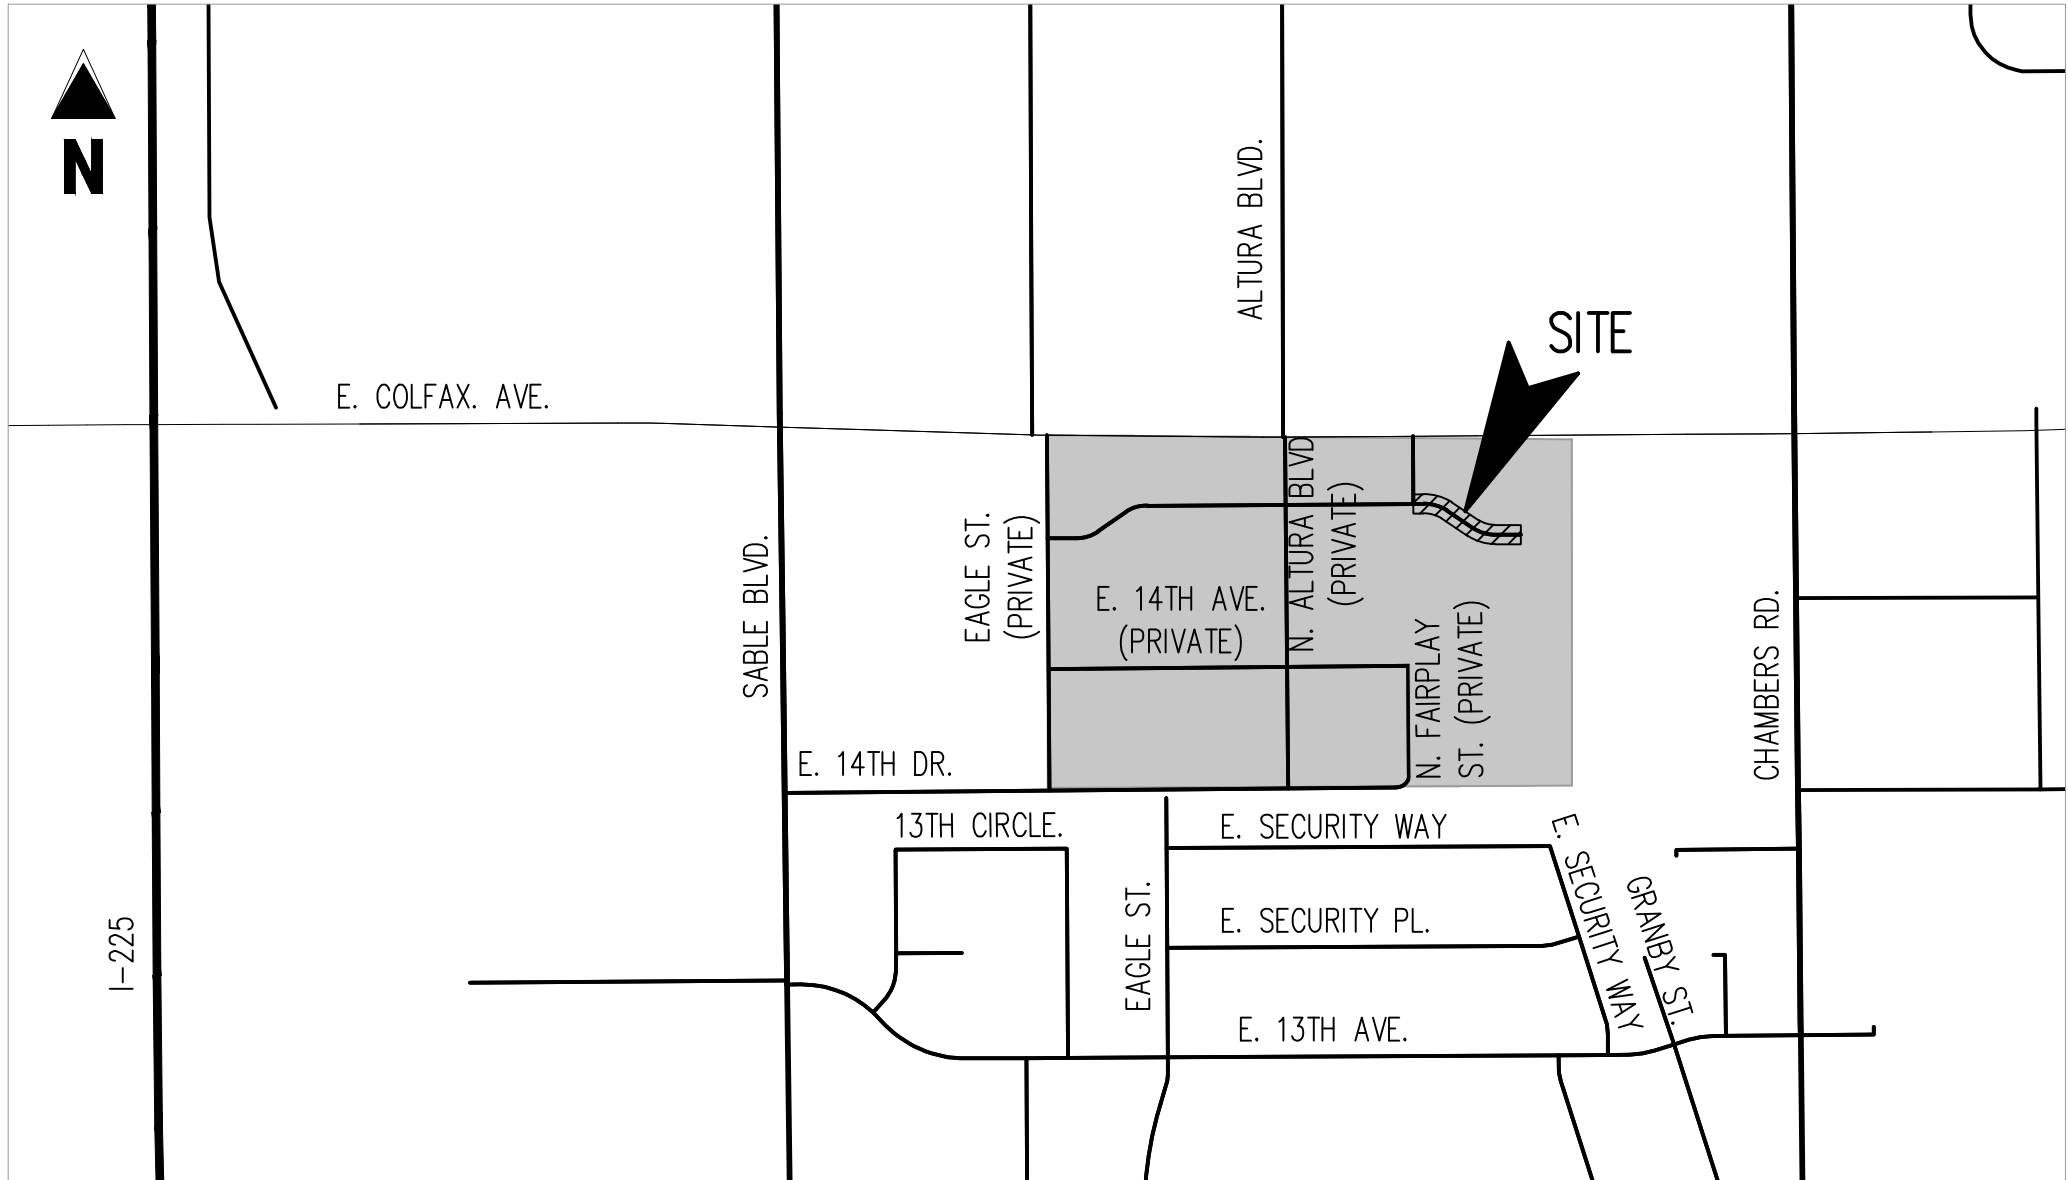 N
ALTURA BLVD.
SITE
E. COLFAX. AVE.
SABLE BLVD.
EAGLE ST.
(PRIVATE)
N. ALTURA BLVD
(PRIVATE)
E. 14TH AVE.
(PRIVATE)
N. FAIRPLAY
ST. (PRIVATE)
CHAMBERS RD.
E. 14TH DR.
13TH CIRCLE.
E. SECURITY WAY
E. SECURITY WAY
GRANBY ST.
EAGLE ST.
E. SECURITY PL.
I-225
E. 13TH AVE.